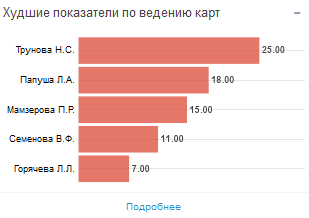 Худшие показатели по ведению карт
Трунова Н.С. 25.00
Папуша Л.А. 18.00
Мамзерова П.Р. 15.00
Семенова В.Ф. 11.00
Горячева Л.Л. 7.00
Подробнее